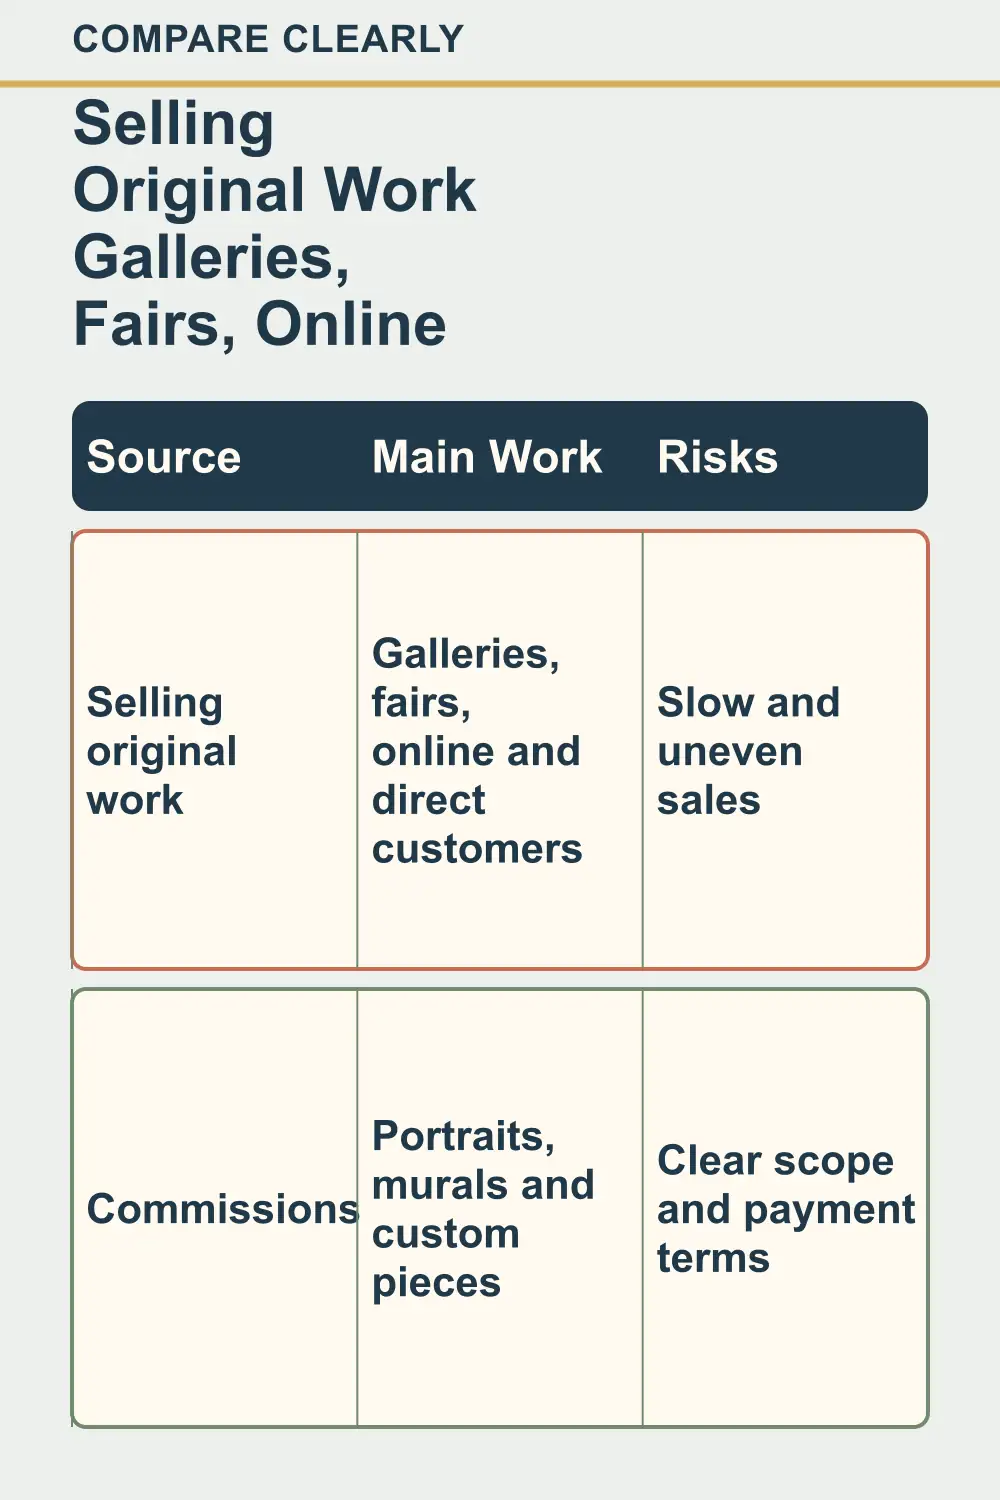 COMPARE CLEARLY
Selling
Original Work
Galleries,
Fairs, Online
Source
Main Work
Risks
Selling
original
work
Galleries,
fairs,
online and
direct
customers
Slow and
uneven
sales
Commissions
Portraits,
murals and
custom
pieces
Clear scope
and payment
terms